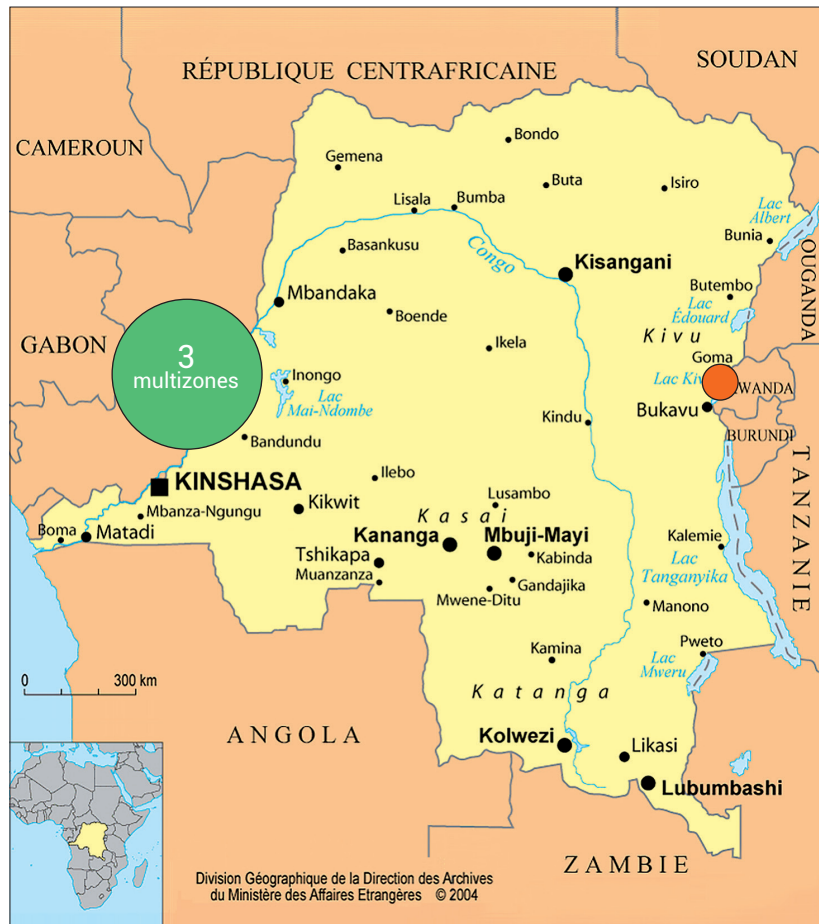 RÉPUBLIQUE CENTRAFRICAINE
SOUDAN
CAMEROUN
Bondo
Gemena
Buta
Isiro
Lisala
Bumba
Lac
Albert
Bunia
Basankusu
Congo
Kisangani
OUGANDA
Mbandaka
Butembo
Boende
Lac
Édouard
Kivu
GABON
3
multizones
Ikela
Goma
Inongo
Lac
Mai-Ndombe
Lac Kiv
WANDA
Kindu
Bukavu
Bandundu
BURUNDI
TANZANIE
KINSHASA
Ilebo
Lusambo
Kikwit
Kasai
Mbanza-Ngungu
Boma
Matadi
Kananga
Mbuji-Mayi
Kalemie
Tshikapa
Kabinda
Lac
Tanganyika
Muanzanza
Gandajika
Mwene-Ditu
Manono
Kamina
Pweto
Lac
Mweru
0 300 km
Katanga
ANGOLA
Kolwezi
Likasi
Lubumbashi
ZAMBIE
Division Géographique de la Direction des Archives
du Ministère des Affaires Etrangères © 2004